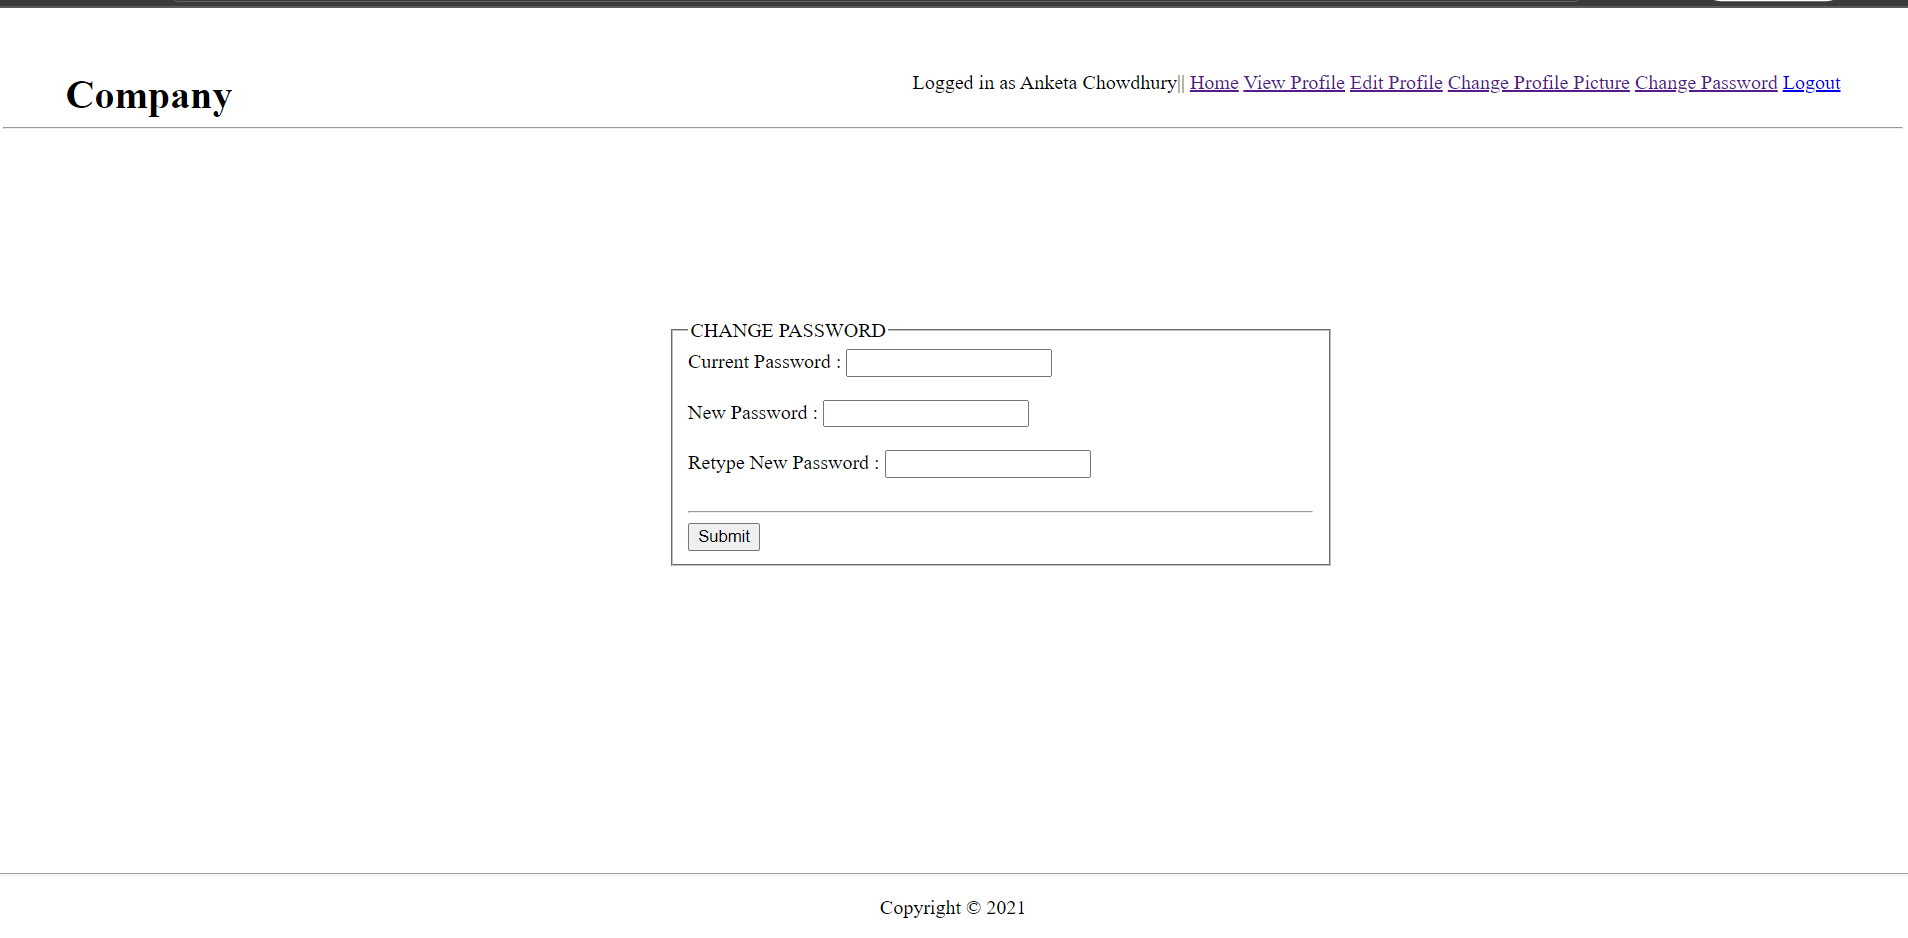 Company
Logged in as Anketa Chowdhury|| Home View Profile Edit Profile Change Profile Picture Change Password Logout
CHANGE PASSWORD
Current Password :
New Password :
Retype New Password :
Submit
Copyright © 2021